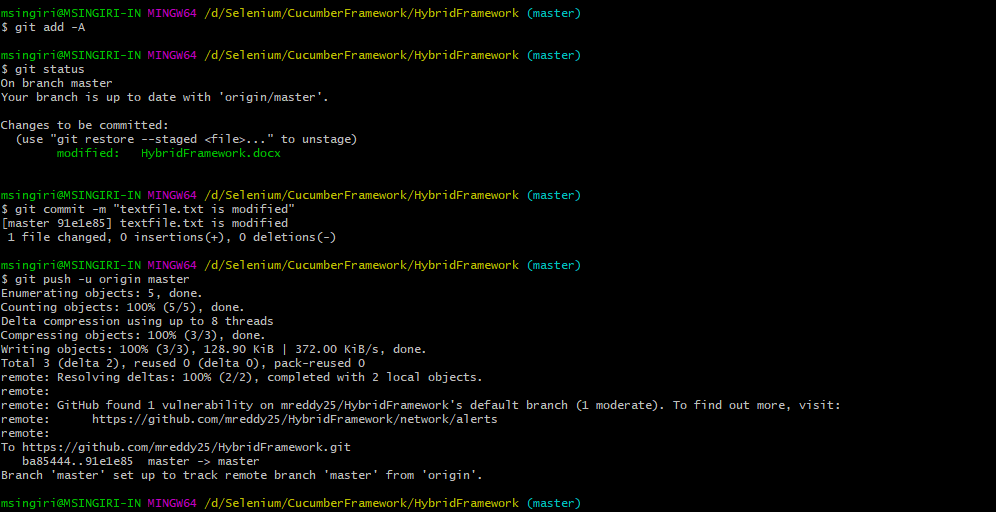 msingiri@MSINGIRI-IN MINGW64 /d/Selenium/CucumberFramework/HybridFramework (master)
$ git add -A
msingiri@MSINGIRI-IN MINGW64 /d/Selenium/CucumberFramework/HybridFramework (master)
$ git status
On branch master
Your branch is up to date with 'origin/master'.
Changes to be committed:
  (use "git restore --staged <file>..." to unstage)
        modified:   HybridFramework.docx
msingiri@MSINGIRI-IN MINGW64 /d/Selenium/CucumberFramework/HybridFramework (master)
$ git commit -m "textfile.txt is modified"
[master 91e1e85] textfile.txt is modified
 1 file changed, 0 insertions(+), 0 deletions(-)
msingiri@MSINGIRI-IN MINGW64 /d/Selenium/CucumberFramework/HybridFramework (master)
$ git push -u origin master
Enumerating objects: 5, done.
Counting objects: 100% (5/5), done.
Delta compression using up to 8 threads
Compressing objects: 100% (3/3), done.
Writing objects: 100% (3/3), 128.90 KiB | 372.00 KiB/s, done.
Total 3 (delta 2), reused 0 (delta 0), pack-reused 0
remote: Resolving deltas: 100% (2/2), completed with 2 local objects.
remote:
remote: GitHub found 1 vulnerability on mreddy25/HybridFramework's default branch (1 moderate). To find out more, visit:
remote:      https://github.com/mreddy25/HybridFramework/network/alerts
remote:
To https://github.com/mreddy25/HybridFramework.git
   ba85444..91e1e85  master -> master
Branch 'master' set up to track remote branch 'master' from 'origin'.
msingiri@MSINGIRI-IN MINGW64 /d/Selenium/CucumberFramework/HybridFramework (master)